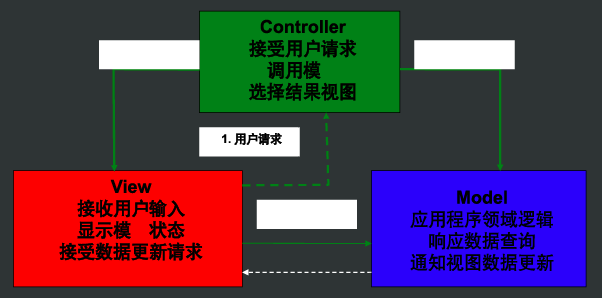 Controller
接受用户请求
调用模
选择结果视图
1. 用户请求
View
接收用户输入
显示模 状态
接受数据更新请求
Model
应用程序领域逻辑
响应数据查询
通知视图数据更新